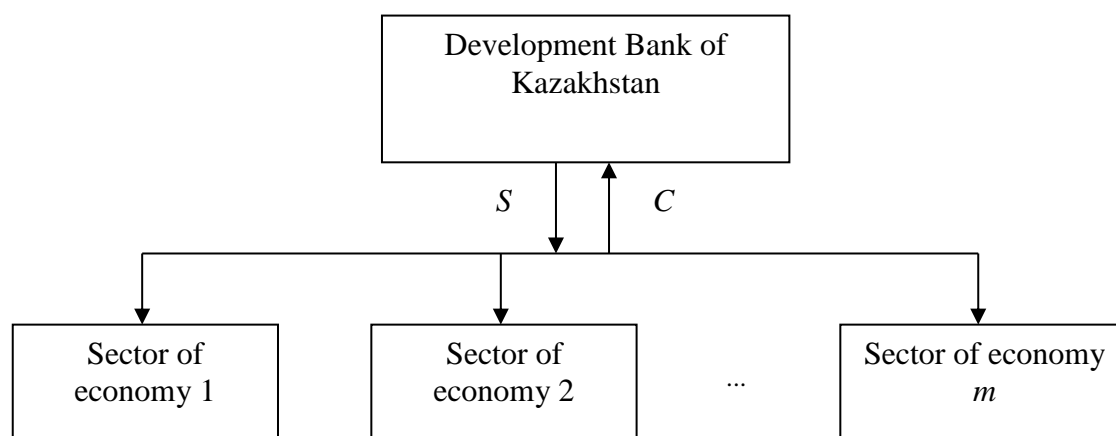 Development Bank of
Kazakhstan
S
C
Sector of
economy 1
Sector of
economy 2
...
Sector of economy
m